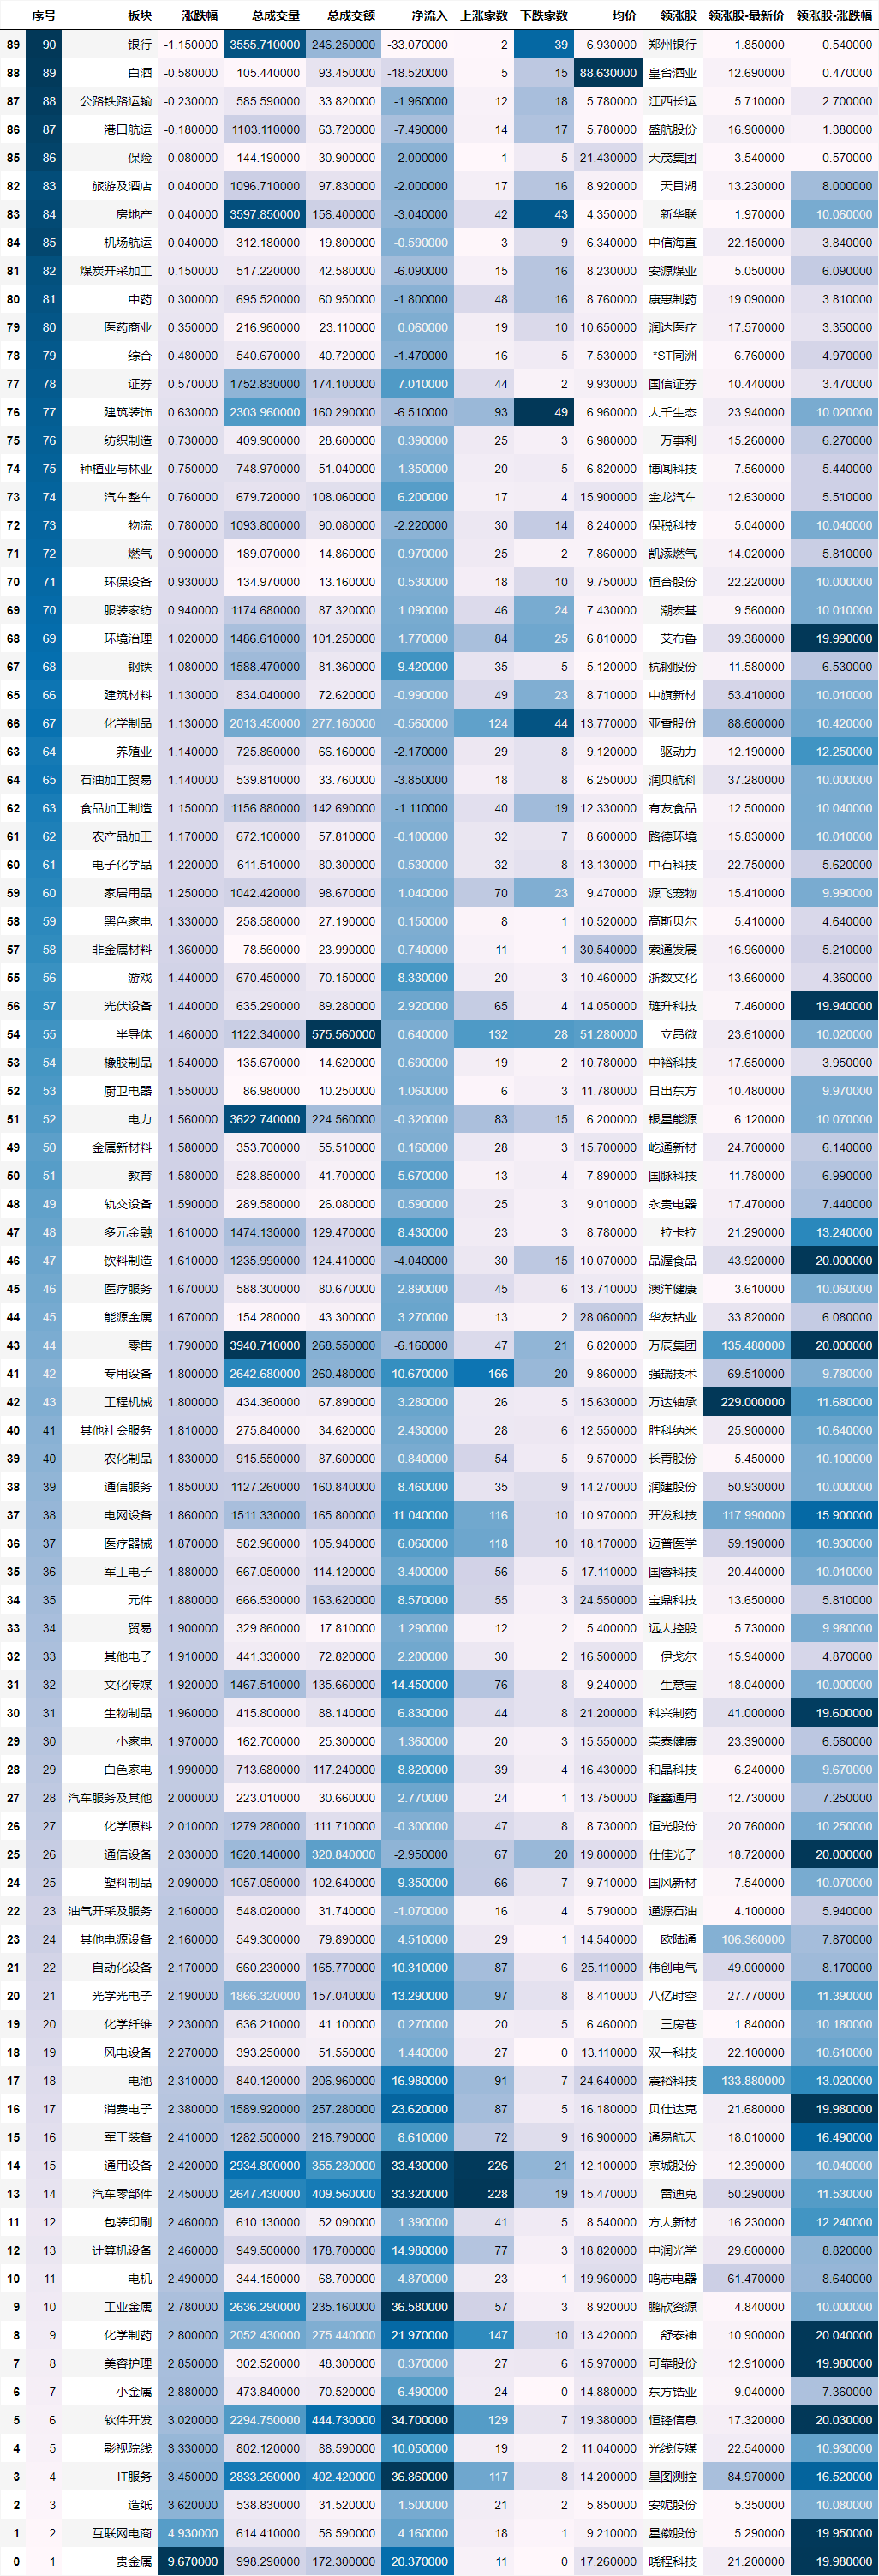 序号 板块 涨跌幅 总成交量 总成交额 净流入 上涨家数 下跌家数 均价 领涨股 领涨股-最新价 领涨股-涨跌幅
89 90 银行 -1.150000 3555.710000 246.250000 -33.070000 2 39 6.930000 郑州银行 1.850000 0.540000
88 89 白酒 -0.580000 105.440000 93.450000 -18.520000 5 15 88.630000 皇台酒业 12.690000 0.470000
87 88 公路铁路运输 -0.230000 585.590000 33.820000 -1.960000 12 18 5.780000 江西长运 5.710000 2.700000
86 87 港口航运 -0.180000 1103.110000 63.720000 -7.490000 14 17 5.780000 盛航股份 16.900000 1.380000
85 86 保险 -0.080000 144.190000 30.900000 -2.000000 1 5 21.430000 天茂集团 3.540000 0.570000
82 83 旅游及酒店 0.040000 1096.710000 97.830000 -2.000000 17 16 8.920000 天目湖 13.230000 8.000000
83 84 房地产 0.040000 3597.850000 156.400000 -3.040000 42 43 4.350000 新华联 1.970000 10.060000
84 85 机场航运 0.040000 312.180000 19.800000 -0.590000 3 9 6.340000 中信海直 22.150000 3.840000
81 82 煤炭开采加工 0.150000 517.220000 42.580000 -6.090000 15 16 8.230000 安源煤业 5.050000 6.090000
80 81 中药 0.300000 695.520000 60.950000 -1.800000 48 16 8.760000 康惠制药 19.090000 3.810000
79 80 医药商业 0.350000 216.960000 23.110000 0.060000 19 10 10.650000 润达医疗 17.570000 3.350000
78 79 综合 0.480000 540.670000 40.720000 -1.470000 16 5 7.530000 *ST同洲 6.760000 4.970000
77 78 证券 0.570000 1752.830000 174.100000 7.010000 44 2 9.930000 国信证券 10.440000 3.470000
76 77 建筑装饰 0.630000 2303.960000 160.290000 -6.510000 93 49 6.960000 大千生态 23.940000 10.020000
75 76 纺织制造 0.730000 409.900000 28.600000 0.390000 25 3 6.980000 万事利 15.260000 6.270000
74 75 种植业与林业 0.750000 748.970000 51.040000 1.350000 20 5 6.820000 博闻科技 7.560000 5.440000
73 74 汽车整车 0.760000 679.720000 108.060000 6.200000 17 4 15.900000 金龙汽车 12.630000 5.510000
72 73 物流 0.780000 1093.800000 90.080000 -2.220000 30 14 8.240000 保税科技 5.040000 10.040000
71 72 燃气 0.900000 189.070000 14.860000 0.970000 25 2 7.860000 凯添燃气 14.020000 5.810000
70 71 环保设备 0.930000 134.970000 13.160000 0.530000 18 10 9.750000 恒合股份 22.220000 10.000000
69 70 服装家纺 0.940000 1174.680000 87.320000 1.090000 46 24 7.430000 潮宏基 9.560000 10.010000
68 69 环境治理 1.020000 1486.610000 101.250000 1.770000 84 25 6.810000 艾布鲁 39.380000 19.990000
67 68 钢铁 1.080000 1588.470000 81.360000 9.420000 35 5 5.120000 杭钢股份 11.580000 6.530000
65 66 建筑材料 1.130000 834.040000 72.620000 -0.990000 49 23 8.710000 中旗新材 53.410000 10.010000
66 67 化学制品 1.130000 2013.450000 277.160000 -0.560000 124 44 13.770000 亚香股份 88.600000 10.420000
63 64 养殖业 1.140000 725.860000 66.160000 -2.170000 29 8 9.120000 驱动力 12.190000 12.250000
64 65 石油加工贸易 1.140000 539.810000 33.760000 -3.850000 18 8 6.250000 润贝航科 37.280000 10.000000
62 63 食品加工制造 1.150000 1156.880000 142.690000 -1.110000 40 19 12.330000 有友食品 12.500000 10.040000
61 62 农产品加工 1.170000 672.100000 57.810000 -0.100000 32 7 8.600000 路德环境 15.830000 10.010000
60 61 电子化学品 1.220000 611.510000 80.300000 -0.530000 32 8 13.130000 中石科技 22.750000 5.620000
59 60 家居用品 1.250000 1042.420000 98.670000 1.040000 70 23 9.470000 源飞宠物 15.410000 9.990000
58 59 黑色家电 1.330000 258.580000 27.190000 0.150000 8 1 10.520000 高斯贝尔 5.410000 4.640000
57 58 非金属材料 1.360000 78.560000 23.990000 0.740000 11 1 30.540000 索通发展 16.960000 5.210000
55 56 游戏 1.440000 670.450000 70.150000 8.330000 20 3 10.460000 浙数文化 13.660000 4.360000
56 57 光伏设备 1.440000 635.290000 89.280000 2.920000 65 4 14.050000 琏升科技 7.460000 19.940000
54 55 半导体 1.460000 1122.340000 575.560000 0.640000 132 28 51.280000 立昂微 23.610000 10.020000
53 54 橡胶制品 1.540000 135.670000 14.620000 0.690000 19 2 10.780000 中裕科技 17.650000 3.950000
52 53 厨卫电器 1.550000 86.980000 10.250000 1.060000 6 3 11.780000 日出东方 10.480000 9.970000
51 52 电力 1.560000 3622.740000 224.560000 -0.320000 83 15 6.200000 银星能源 6.120000 10.070000
49 50 金属新材料 1.580000 353.700000 55.510000 0.160000 28 3 15.700000 屹通新材 24.700000 6.140000
50 51 教育 1.580000 528.850000 41.700000 5.670000 13 4 7.890000 国脉科技 11.780000 6.990000
48 49 轨交设备 1.590000 289.580000 26.080000 0.590000 25 3 9.010000 永贵电器 17.470000 7.440000
47 48 多元金融 1.610000 1474.130000 129.470000 8.430000 23 3 8.780000 拉卡拉 21.290000 13.240000
46 47 饮料制造 1.610000 1235.990000 124.410000 -4.040000 30 15 10.070000 品渥食品 43.920000 20.000000
45 46 医疗服务 1.670000 588.300000 80.670000 2.890000 45 6 13.710000 澳洋健康 3.610000 10.060000
44 45 能源金属 1.670000 154.280000 43.300000 3.270000 13 2 28.060000 华友钴业 33.820000 6.080000
43 44 零售 1.790000 3940.710000 268.550000 -6.160000 47 21 6.820000 万辰集团 135.480000 20.000000
41 42 专用设备 1.800000 2642.680000 260.480000 10.670000 166 20 9.860000 强瑞技术 69.510000 9.780000
42 43 工程机械 1.800000 434.360000 67.890000 3.280000 26 5 15.630000 万达轴承 229.000000 11.680000
40 41 其他社会服务 1.810000 275.840000 34.620000 2.430000 28 6 12.550000 胜科纳米 25.900000 10.640000
39 40 农化制品 1.830000 915.550000 87.600000 0.840000 54 5 9.570000 长青股份 5.450000 10.100000
38 39 通信服务 1.850000 1127.260000 160.840000 8.460000 35 9 14.270000 润建股份 50.930000 10.000000
37 38 电网设备 1.860000 1511.330000 165.800000 11.040000 116 10 10.970000 开发科技 117.990000 15.900000
36 37 医疗器械 1.870000 582.960000 105.940000 6.060000 118 10 18.170000 迈普医学 59.190000 10.930000
35 36 军工电子 1.880000 667.050000 114.120000 3.400000 56 5 17.110000 国睿科技 20.440000 10.010000
34 35 元件 1.880000 666.530000 163.620000 8.570000 55 3 24.550000 宝鼎科技 13.650000 5.810000
33 34 贸易 1.900000 329.860000 17.810000 1.290000 12 2 5.400000 远大控股 5.730000 9.980000
32 33 其他电子 1.910000 441.330000 72.820000 2.200000 30 2 16.500000 伊戈尔 15.940000 4.870000
31 32 文化传媒 1.920000 1467.510000 135.660000 14.450000 76 8 9.240000 生意宝 18.040000 10.000000
30 31 生物制品 1.960000 415.800000 88.140000 6.830000 44 8 21.200000 科兴制药 41.000000 19.600000
29 30 小家电 1.970000 162.700000 25.300000 1.360000 20 3 15.550000 荣泰健康 23.390000 6.560000
28 29 白色家电 1.990000 713.680000 117.240000 8.820000 39 4 16.430000 和晶科技 6.240000 9.670000
27 28 汽车服务及其他 2.000000 223.010000 30.660000 2.770000 24 1 13.750000 隆鑫通用 12.730000 7.250000
26 27 化学原料 2.010000 1279.280000 111.710000 -0.300000 47 8 8.730000 恒光股份 20.760000 10.250000
25 26 通信设备 2.030000 1620.140000 320.840000 -2.950000 67 20 19.800000 仕佳光子 18.720000 20.000000
24 25 塑料制品 2.090000 1057.050000 102.640000 9.350000 66 7 9.710000 国风新材 7.540000 10.070000
22 23 油气开采及服务 2.160000 548.020000 31.740000 -1.070000 16 4 5.790000 通源石油 4.100000 5.940000
23 24 其他电源设备 2.160000 549.300000 79.890000 4.510000 29 1 14.540000 欧陆通 106.360000 7.870000
21 22 自动化设备 2.170000 660.230000 165.770000 10.310000 87 6 25.110000 伟创电气 49.000000 8.170000
20 21 光学光电子 2.190000 1866.320000 157.040000 13.290000 97 8 8.410000 八亿时空 27.770000 11.390000
19 20 化学纤维 2.230000 636.210000 41.100000 0.270000 20 5 6.460000 三房巷 1.840000 10.180000
18 19 风电设备 2.270000 393.250000 51.550000 1.440000 27 0 13.110000 双一科技 22.100000 10.610000
17 18 电池 2.310000 840.120000 206.960000 16.980000 91 7 24.640000 震裕科技 133.880000 13.020000
16 17 消费电子 2.380000 1589.920000 257.280000 23.620000 87 5 16.180000 贝仕达克 21.680000 19.980000
15 16 军工装备 2.410000 1282.500000 216.790000 8.610000 72 9 16.900000 通易航天 18.010000 16.490000
14 15 通用设备 2.420000 2934.800000 355.230000 33.430000 226 21 12.100000 京城股份 12.390000 10.040000
13 14 汽车零部件 2.450000 2647.430000 409.560000 33.320000 228 19 15.470000 雷迪克 50.290000 11.530000
11 12 包装印刷 2.460000 610.130000 52.090000 1.390000 41 5 8.540000 方大新材 16.230000 12.240000
12 13 计算机设备 2.460000 949.500000 178.700000 14.980000 77 3 18.820000 中润光学 29.600000 8.820000
10 11 电机 2.490000 344.150000 68.700000 4.870000 23 1 19.960000 鸣志电器 61.470000 8.640000
9 10 工业金属 2.780000 2636.290000 235.160000 36.580000 57 3 8.920000 鹏欣资源 4.840000 10.000000
8 9 化学制药 2.800000 2052.430000 275.440000 21.970000 147 10 13.420000 舒泰神 10.900000 20.040000
7 8 美容护理 2.850000 302.520000 48.300000 0.370000 27 6 15.970000 可靠股份 12.910000 19.980000
6 7 小金属 2.880000 473.840000 70.520000 6.490000 24 0 14.880000 东方锆业 9.040000 7.360000
5 6 软件开发 3.020000 2294.750000 444.730000 34.700000 129 7 19.380000 恒锋信息 17.320000 20.030000
4 5 影视院线 3.330000 802.120000 88.590000 10.050000 19 2 11.040000 光线传媒 22.540000 10.930000
3 4 IT服务 3.450000 2833.260000 402.420000 36.860000 117 8 14.200000 星图测控 84.970000 16.520000
2 3 造纸 3.620000 538.830000 31.520000 1.500000 21 2 5.850000 安妮股份 5.350000 10.080000
1 2 互联网电商 4.930000 614.410000 56.590000 4.160000 18 1 9.210000 星徽股份 5.290000 19.950000
0 1 贵金属 9.670000 998.290000 172.300000 20.370000 11 0 17.260000 晓程科技 21.200000 19.980000